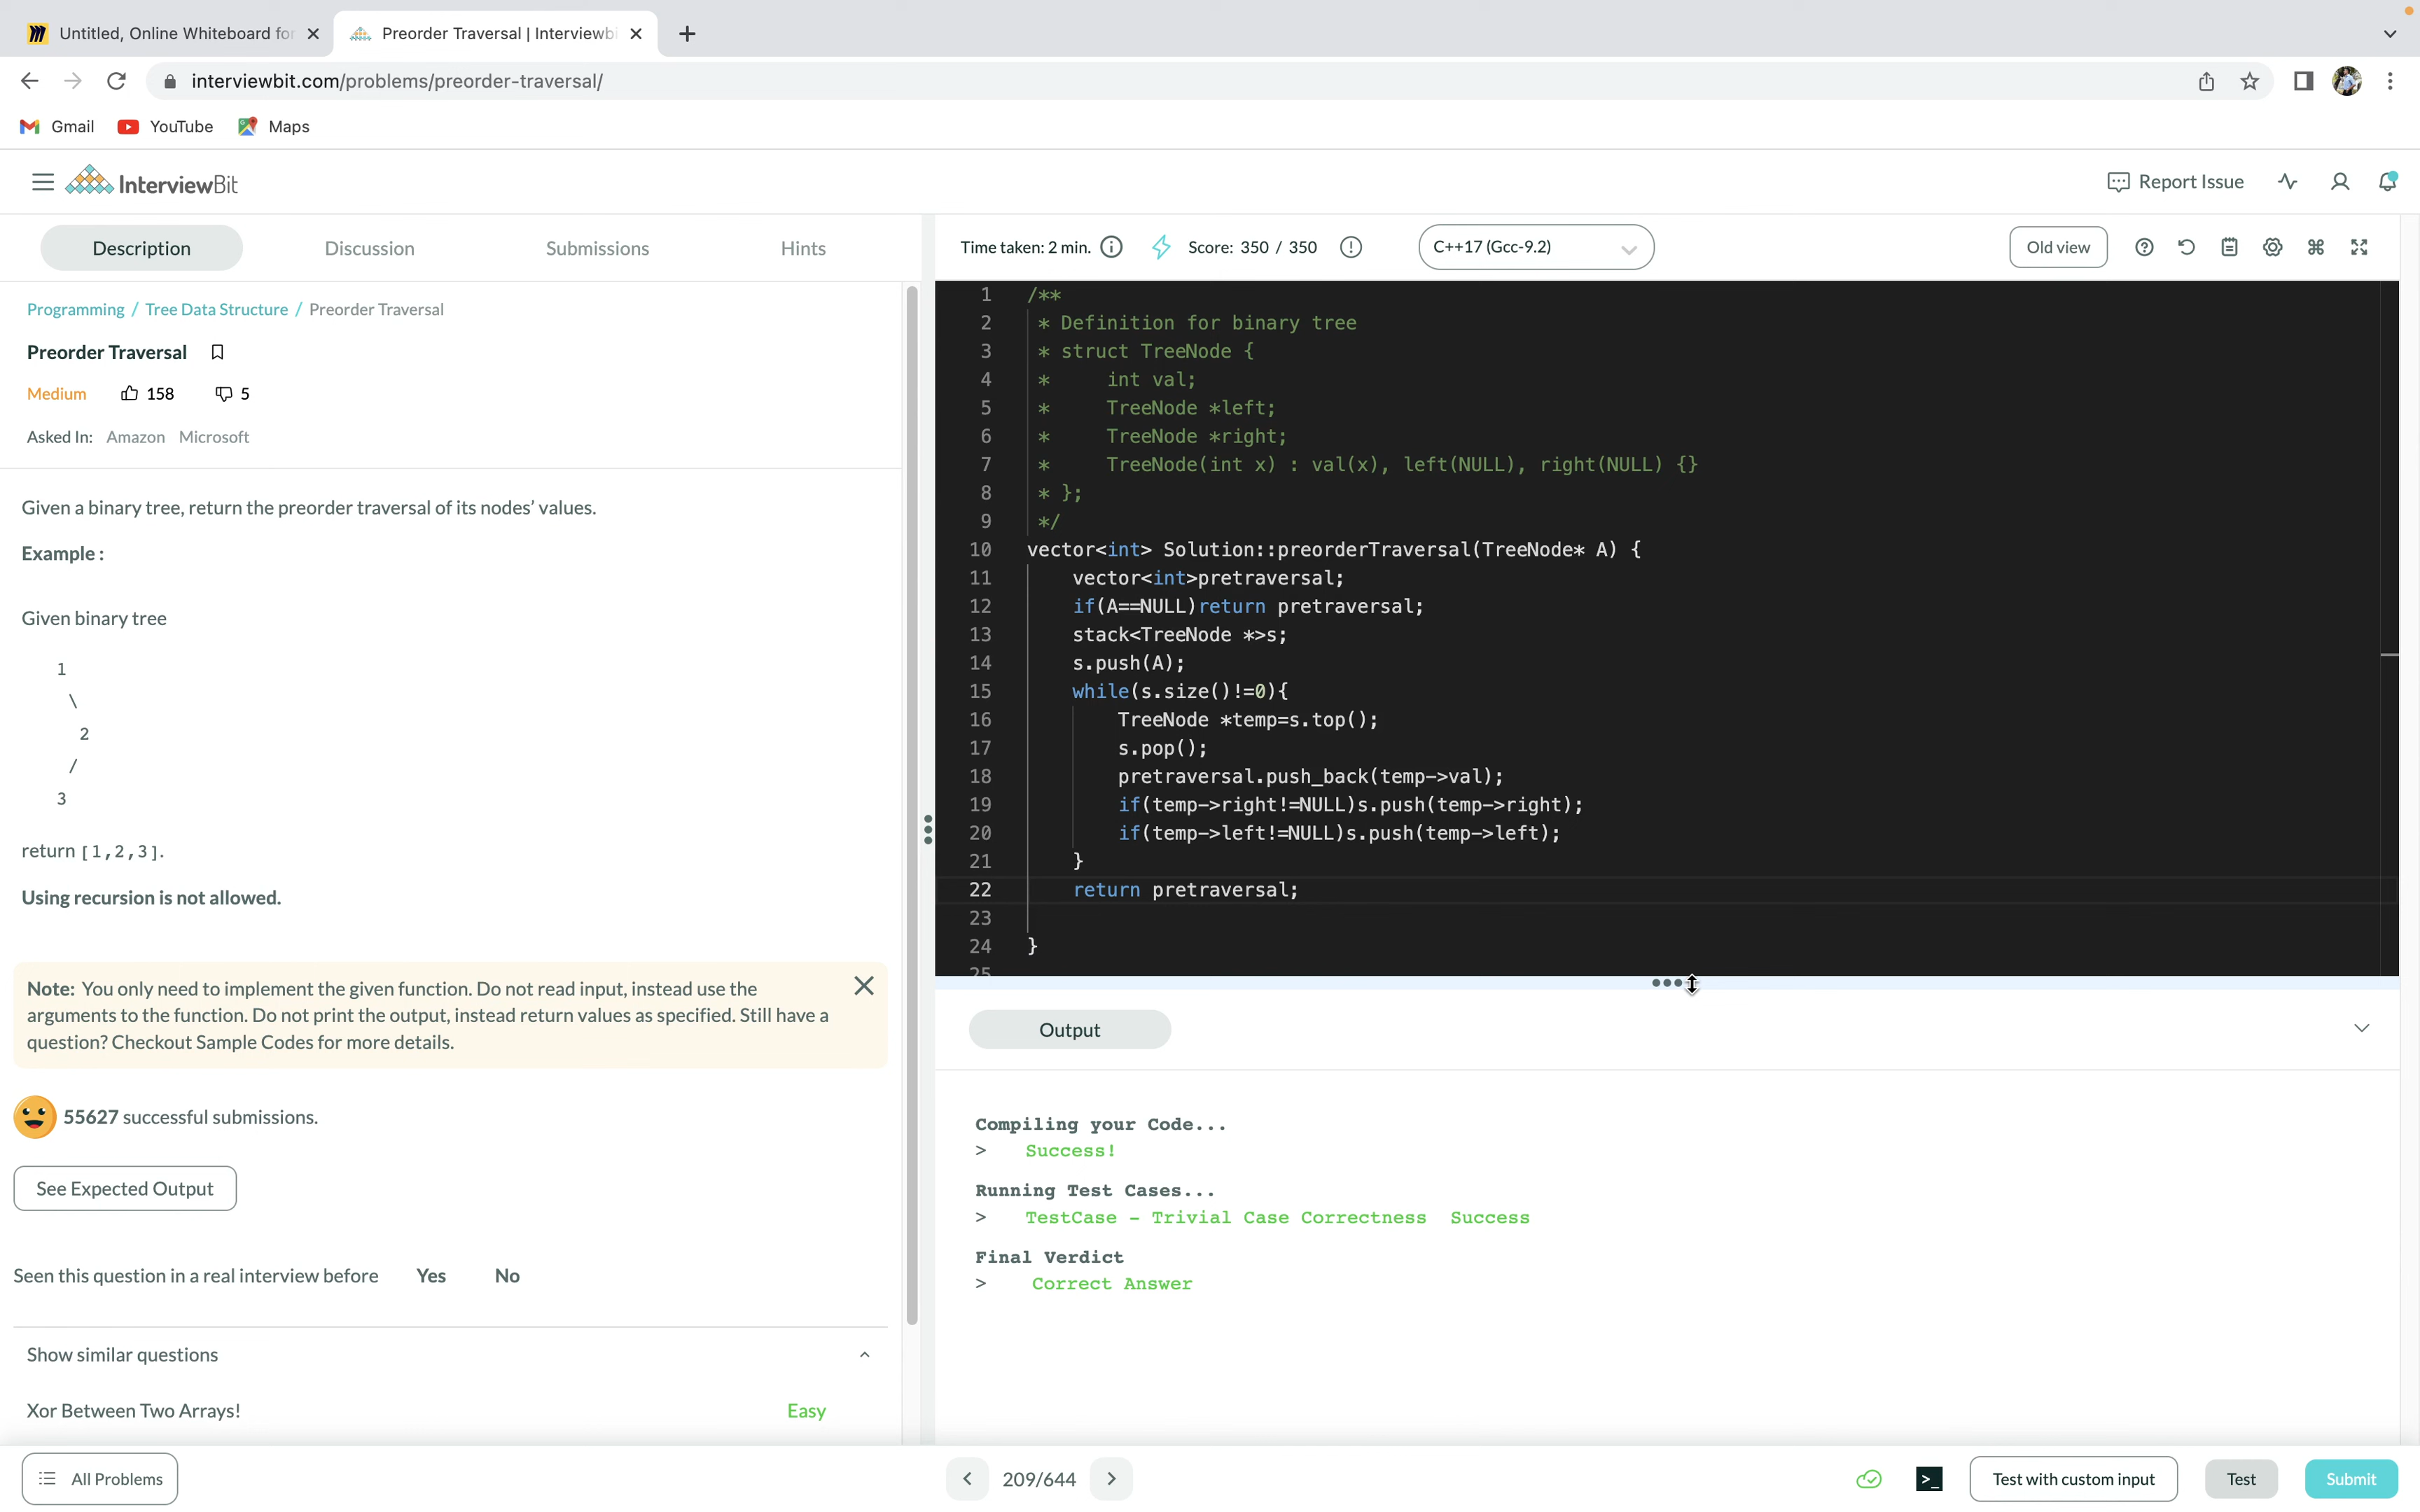 Untitled, Online Whiteboard for
Preorder Traversal | Interviewbi
interviewbit.com/problems/preorder-traversal/
Gmail
YouTube
Maps
InterviewBit
Report Issue
Description
Discussion
Submissions
Hints
Time taken: 2 min.
Score: 350 / 350
C++17 (Gcc-9.2)
Old view
Programming / Tree Data Structure / Preorder Traversal
Preorder Traversal
Medium 158 5
Asked In: Amazon Microsoft
Given a binary tree, return the preorder traversal of its nodes’ values.
Example :
Given binary tree
1
\
2
/
3
return [1,2,3].
Using recursion is not allowed.
Note: You only need to implement the given function. Do not read input, instead use the
arguments to the function. Do not print the output, instead return values as specified. Still have a
question? Checkout Sample Codes for more details.
55627 successful submissions.
See Expected Output
Seen this question in a real interview before Yes No
Show similar questions
Xor Between Two Arrays! Easy
All Problems
1 /**
2 * Definition for binary tree
3 * struct TreeNode {
4 *     int val;
5 *     TreeNode *left;
6 *     TreeNode *right;
7 *     TreeNode(int x) : val(x), left(NULL), right(NULL) {}
8 * };
9 */
10 vector<int> Solution::preorderTraversal(TreeNode* A) {
11     vector<int>pretraversal;
12     if(A==NULL)return pretraversal;
13     stack<TreeNode *>s;
14     s.push(A);
15     while(s.size()!=0){
16         TreeNode *temp=s.top();
17         s.pop();
18         pretraversal.push_back(temp->val);
19         if(temp->right!=NULL)s.push(temp->right);
20         if(temp->left!=NULL)s.push(temp->left);
21     }
22     return pretraversal;
23
24 }
25
Output
Compiling your Code...
> Success!
Running Test Cases...
> TestCase - Trivial Case Correctness Success
Final Verdict
> Correct Answer
209/644
Test with custom input
Test
Submit